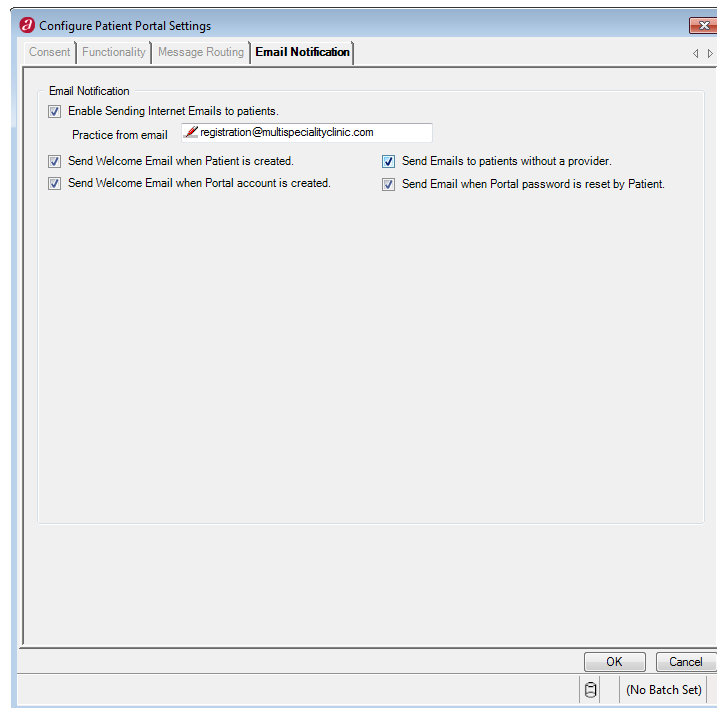 Configure Patient Portal Settings
Consent Functionality Message Routing Email Notification
Email Notification
Enable Sending Internet Emails to patients.
Practice from email registration@multispecialityclinic.com
Send Welcome Email when Patient is created. Send Emails to patients without a provider.
Send Welcome Email when Portal account is created. Send Email when Portal password is reset by Patient.
OK Cancel
(No Batch Set)